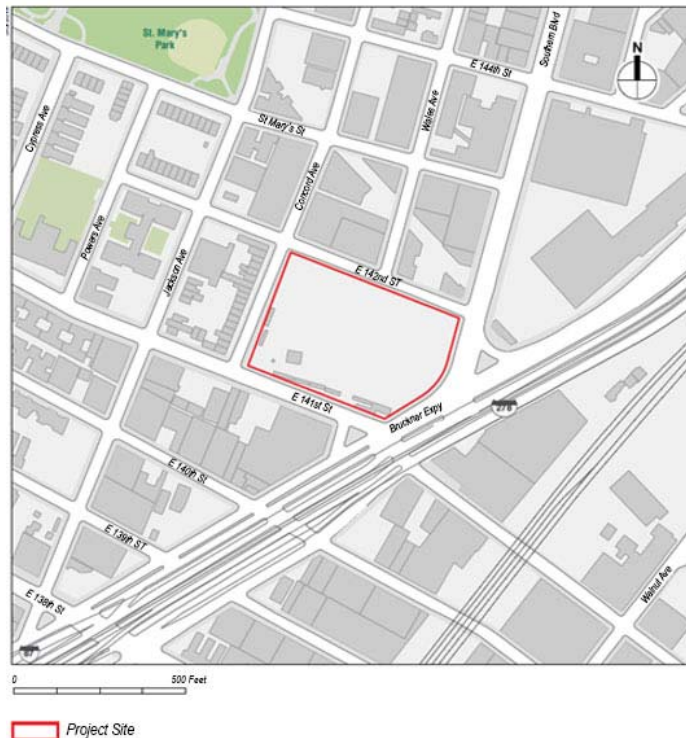 St. Mary's
Park
N
Southern Blvd
E 144th St
Wales Ave
St Mary's St
Cypress Ave
Concord Ave
Powers Ave
Jackson Ave
E 142nd ST
E 141st St
Bruckner Expy
278
E 140th St
E 139th ST
E 138th St
Walnut Ave
87
0
500 Feet
Project Site